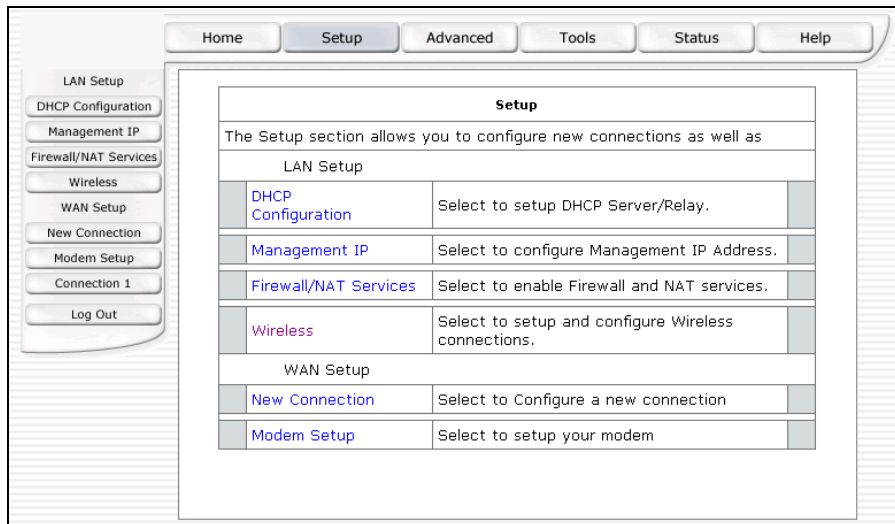 Home Setup Advanced Tools Status Help
LAN Setup
DHCP Configuration
Management IP
Firewall/NAT Services
Wireless
WAN Setup
New Connection
Modem Setup
Connection 1
Log Out
Setup
The Setup section allows you to configure new connections as well as
LAN Setup
DHCP
Configuration
Select to setup DHCP Server/Relay.
Management IP
Select to configure Management IP Address.
Firewall/NAT Services
Select to enable Firewall and NAT services.
Wireless
Select to setup and configure Wireless
connections.
WAN Setup
New Connection
Select to Configure a new connection
Modem Setup
Select to setup your modem